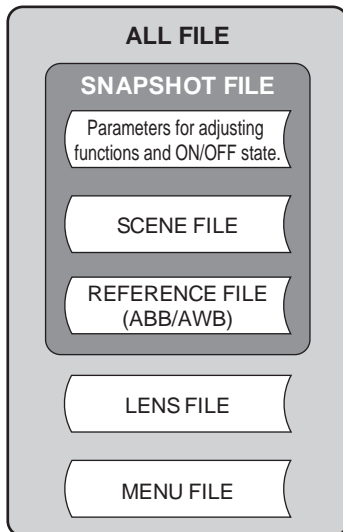 ALL FILE
SNAPSHOT FILE
Parameters for adjusting
functions and ON/OFF state.
SCENE FILE
REFERENCE FILE
(ABB/AWB)
LENS FILE
MENU FILE